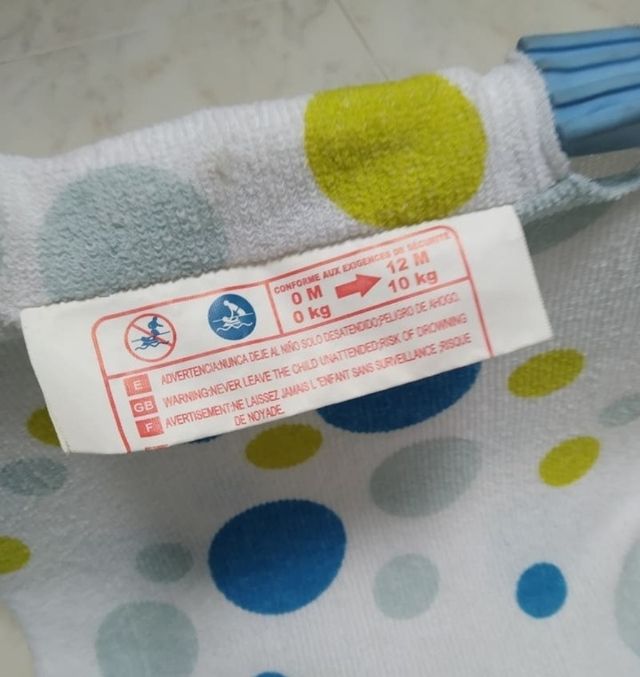 CONFORME AUX EXIGENCES DE SÉCURITÉ
0 M 12 M
0 kg 10 kg
E ADVERTENCIA:NUNCA DEJE AL NIÑO SOLO DESATENDIDO:PELIGRO DE AHOGO.
GB WARNING:NEVER LEAVE THE CHILD UNATTENDED:RISK OF DROWNING
F AVERTISEMENT:NE LAISSEZ JAMAIS L'ENFANT SANS SURVEILLANCE ;RISQUE
DE NOYADE.